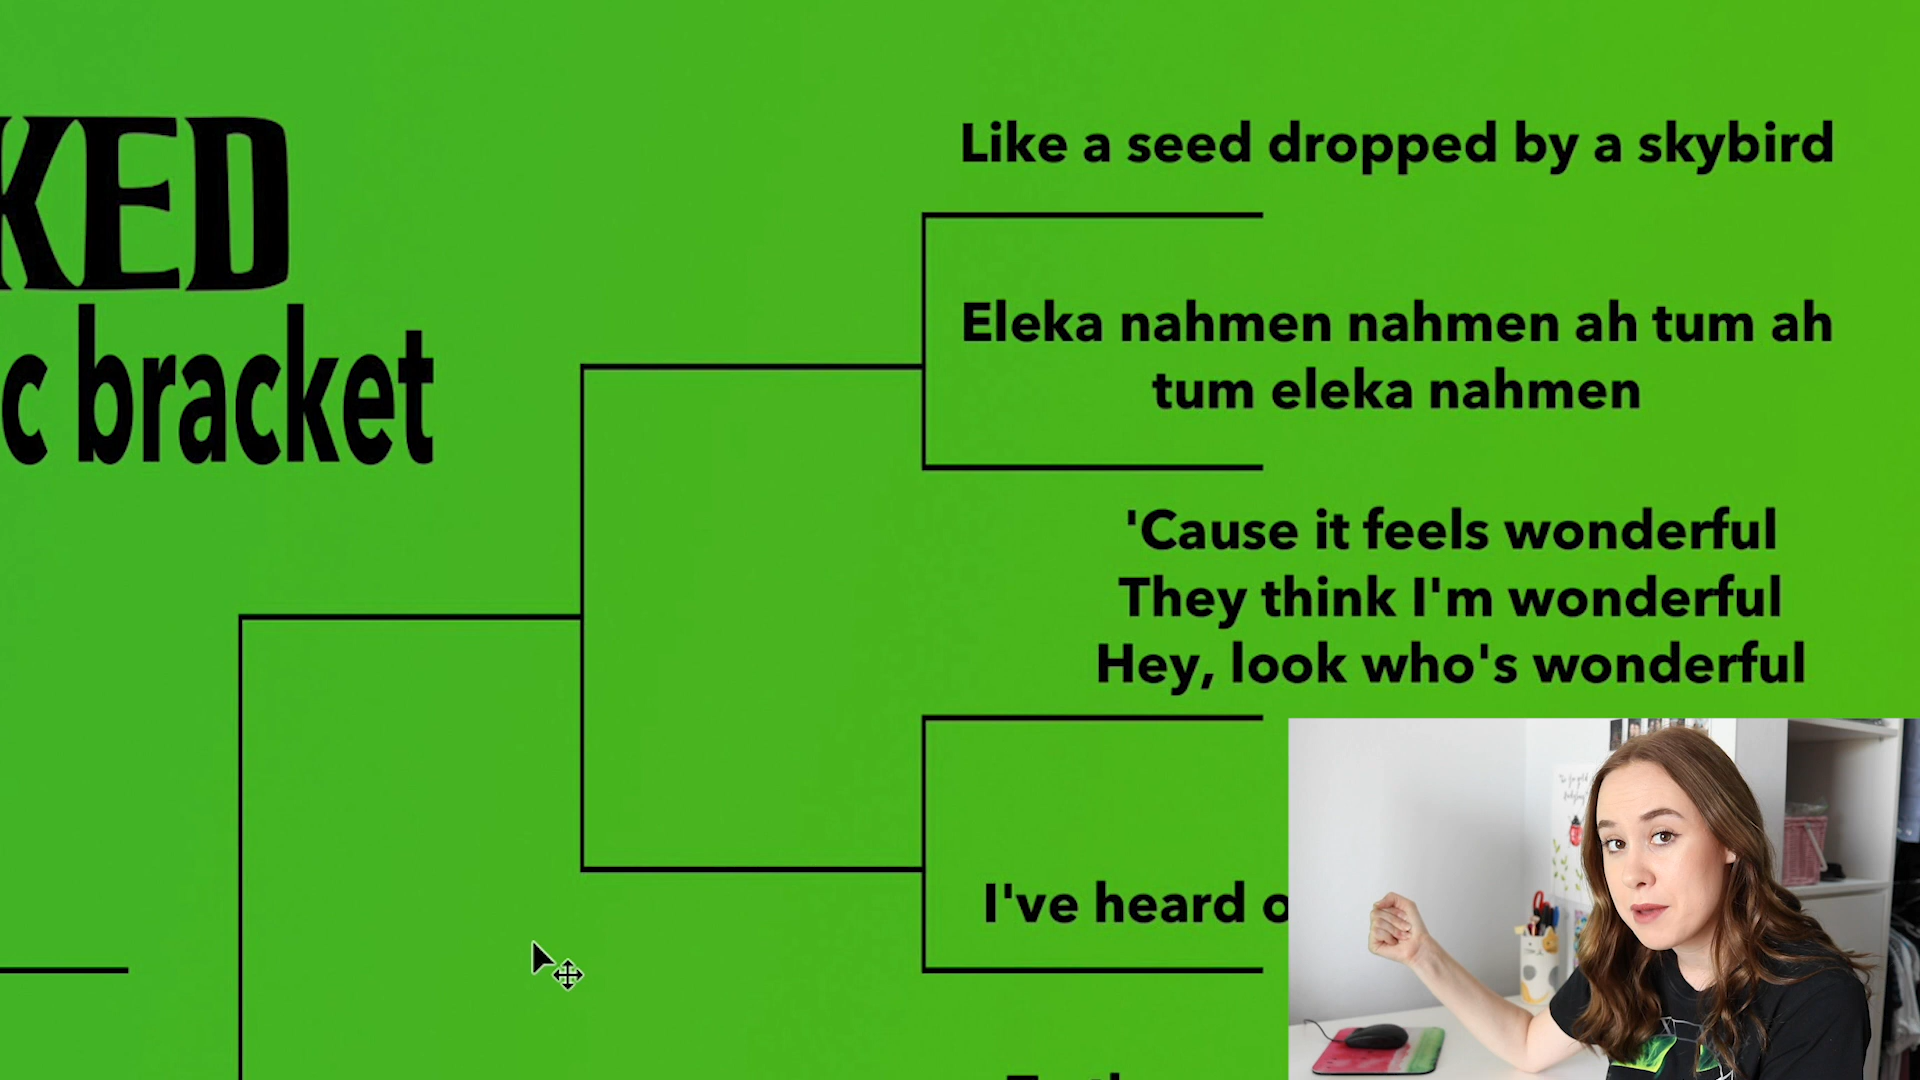 KED
c bracket
Like a seed dropped by a skybird
Eleka nahmen nahmen ah tum ah
tum eleka nahmen
'Cause it feels wonderful
They think I'm wonderful
Hey, look who's wonderful
I've heard o